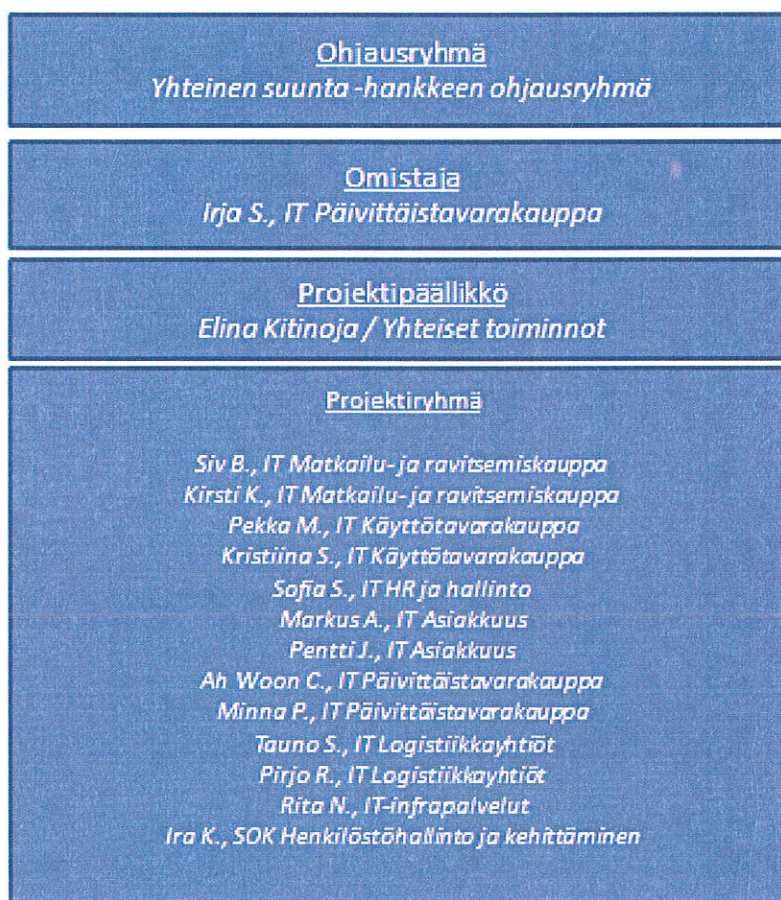 Ohjausryhmä
Yhteinen suunta -hankkeen ohjausryhmä
Omistaja
Irja S., IT Päivittäistavarakauppa
Projektipäällikkö
Elina Kitinoja / Yhteiset toiminnot
Projektiryhmä
Siv B., IT Matkailu- ja ravitsemiskauppa
Kirsti K., IT Matkailu- ja ravitsemiskauppa
Pekka M., IT Käyttötavarakauppa
Kristiina S., IT Käyttötavarakauppa
Sofia S., IT HR ja hallinto
Markus A., IT Asiakkuus
Pentti J., IT Asiakkuus
Ah Woon C., IT Päivittäistavarakauppa
Minna P., IT Päivittäistavarakauppa
Tauno S., IT Logistiikkayhtiöt
Pirjo R., IT Logistiikkayhtiöt
Rita N., IT-infrapalvelut
Ira K., SOK Henkilöstöhallinto ja kehittäminen